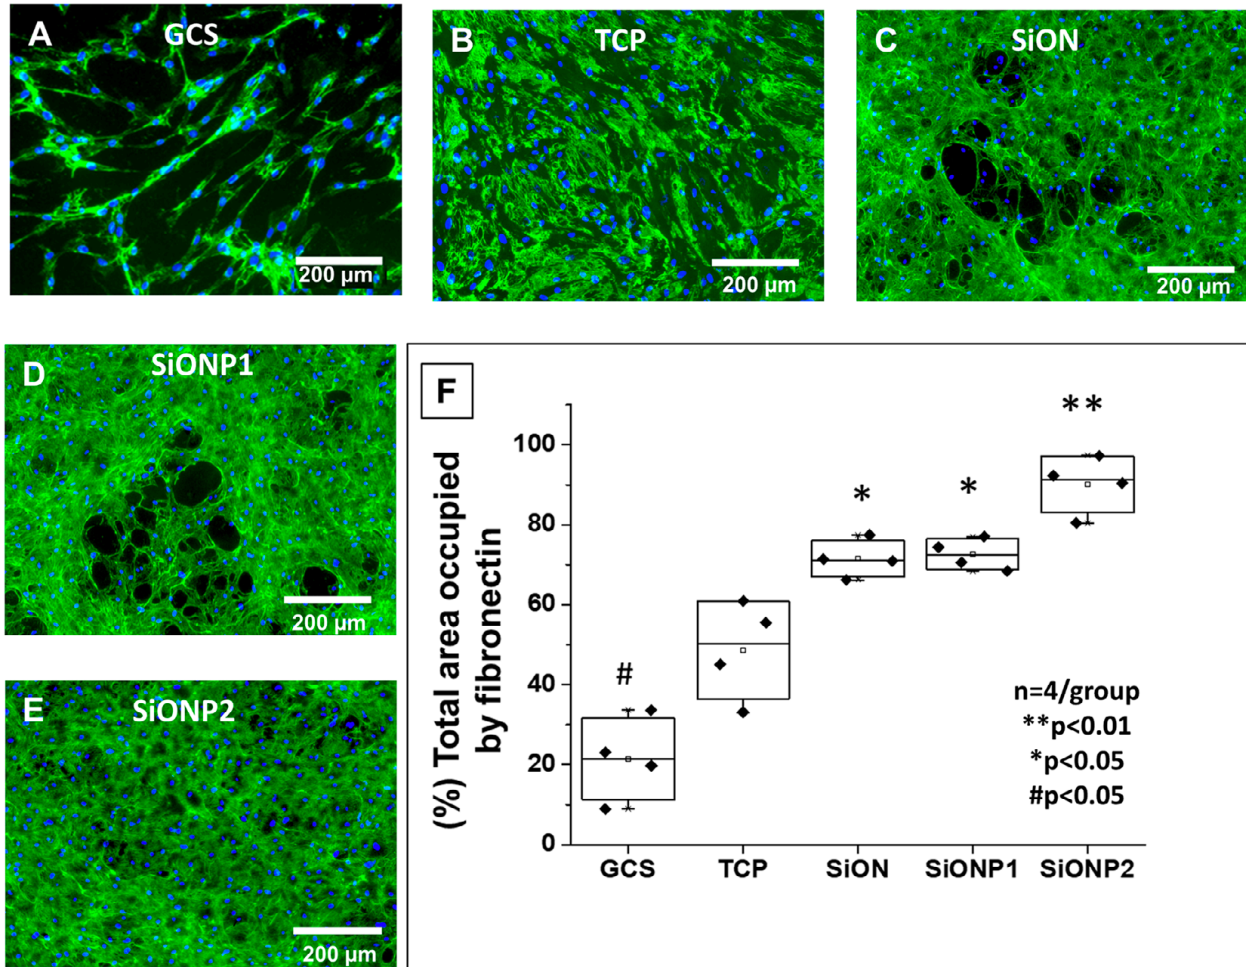 A
GCS
200 µm
B
TCP
200 µm
C
SiON
200 µm
D
SiONP1
200 µm
E
SiONP2
200 µm
F
(%) Total area occupied
by fibronectin
100
80
60
40
20
0
#
*
*
**
n=4/group
**p<0.01
*p<0.05
#p<0.05
GCS
TCP
SiON
SiONP1
SiONP2